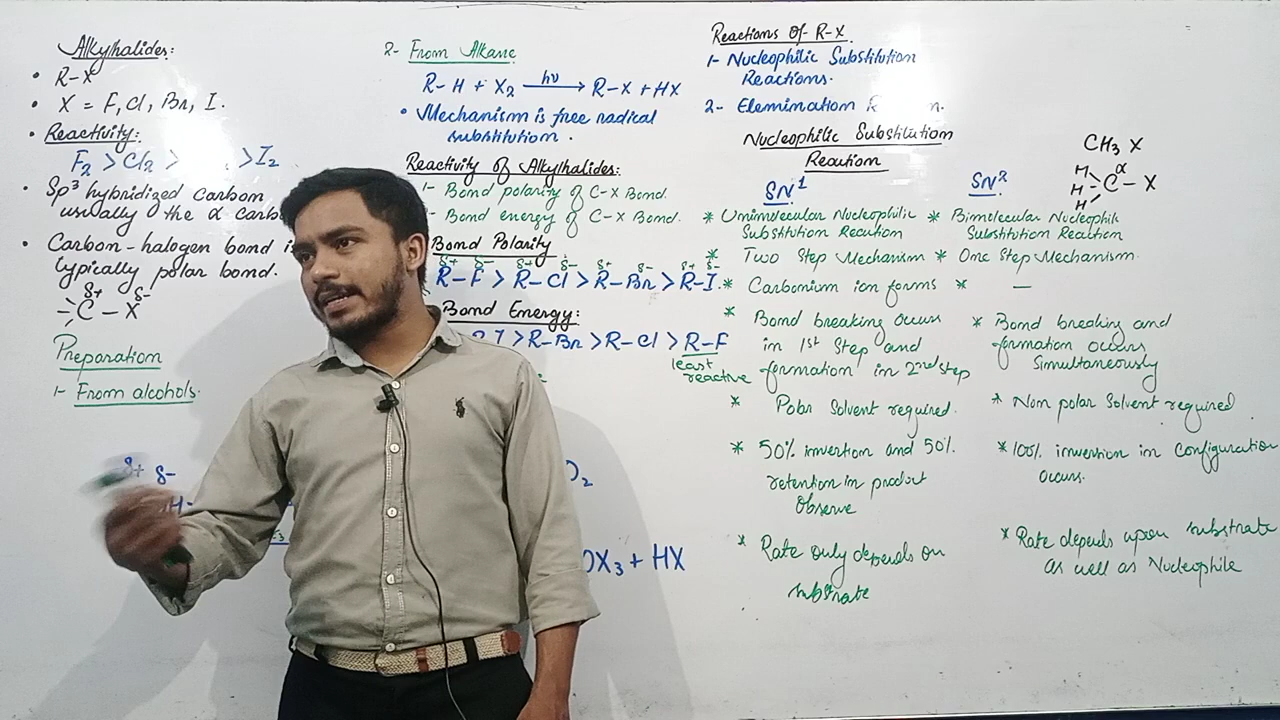 Alkylhalides:
• R-X
• X = F, Cl, Br, I.
• Reactivity:
F₂ > Cl₂ > . >I₂
• Sp³ hybridized Carbon
usually the α carb
• Carbon-halogen bond i
typically polar bond.
δ+ δ-
-C-X
Preparation
1- From alcohols.
δ+ δ-
H-
2- From Alkane
R-H + X₂ hν → R-X + HX
• Mechanism is free radical
substitution.
Reactivity of Alkylhalides:
1- Bond polarity of C-X Bond.
- Bond energy of C-X Bond.
Bond Polarity
δ+ δ- δ+ δ- δ+ δ- δ+ δ-
R-F > R-Cl > R-Br > R-I.
Bond Energy:
>R-Br >R-Cl >R-F
least
reactive
O₂
OX₃ + HX
Reactions Of R-X.
1- Nucleophilic Substitution
Reactions.
2- Elemination R n.
Nucleophilic Substitution
Reaction
SN¹
* Unimolecular Nucleophilic
Substitution Reaction
* Two Step Mechanism
* Carbonium ion forms
* Bond breaking occurs
in 1st Step and
formation in 2nd step
* Polar Solvent required.
* 50% invertion and 50%
retention in product
Observe
* Rate only depends on
substrate
CH₃ X
H α
H - C - X
H
SN²
* Bimolecular Nucleophilic
Substitution Reaction
* One Step Mechanism.
* —
* Bond breaking and
formation occurs
Simultaneously
* Non polar Solvent required
* 100% invertion in Configuration
occurs.
* Rate depends upon substrate
as well as Nucleophile